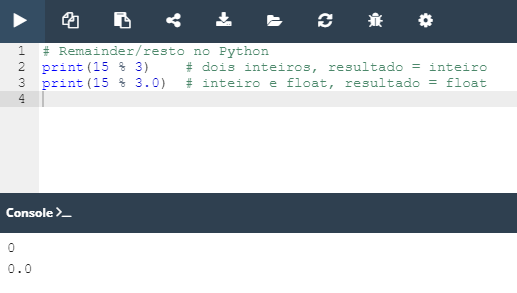 1 # Remainder/resto no Python
2 print(15 % 3)    # dois inteiros, resultado = inteiro
3 print(15 % 3.0)  # inteiro e float, resultado = float
4
Console >_
0
0.0